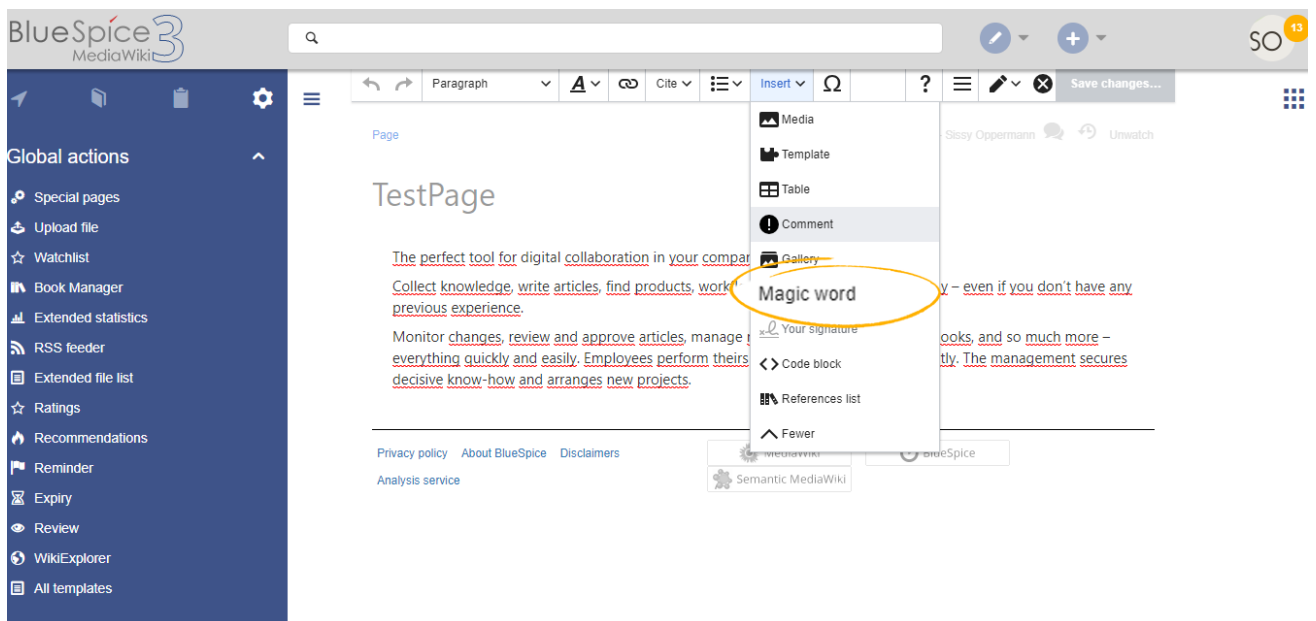 BlueSpice 3
MediaWiki
SO
13
Paragraph
A
Cite
Insert
Ω
?
Save changes...
Global actions
Special pages
Upload file
Watchlist
Book Manager
Extended statistics
RSS feeder
Extended file list
Ratings
Recommendations
Reminder
Expiry
Review
WikiExplorer
All templates
Page
Sissy Oppermann
Unwatch
TestPage
The perfect tool for digital collaboration in your
Collect knowledge, write articles, find products, – even if you don't have any
previous experience.
Monitor changes, review and approve articles, manage and so much more –
everything quickly and easily. Employees perform theirs The management secures
decisive know-how and arranges new projects.
Media
Template
Table
Comment
Gallery
Magic word
Your signature
Code block
References list
Fewer
Privacy policy About BlueSpice Disclaimers
Analysis service
MediaWiki
BlueSpice
Semantic MediaWiki